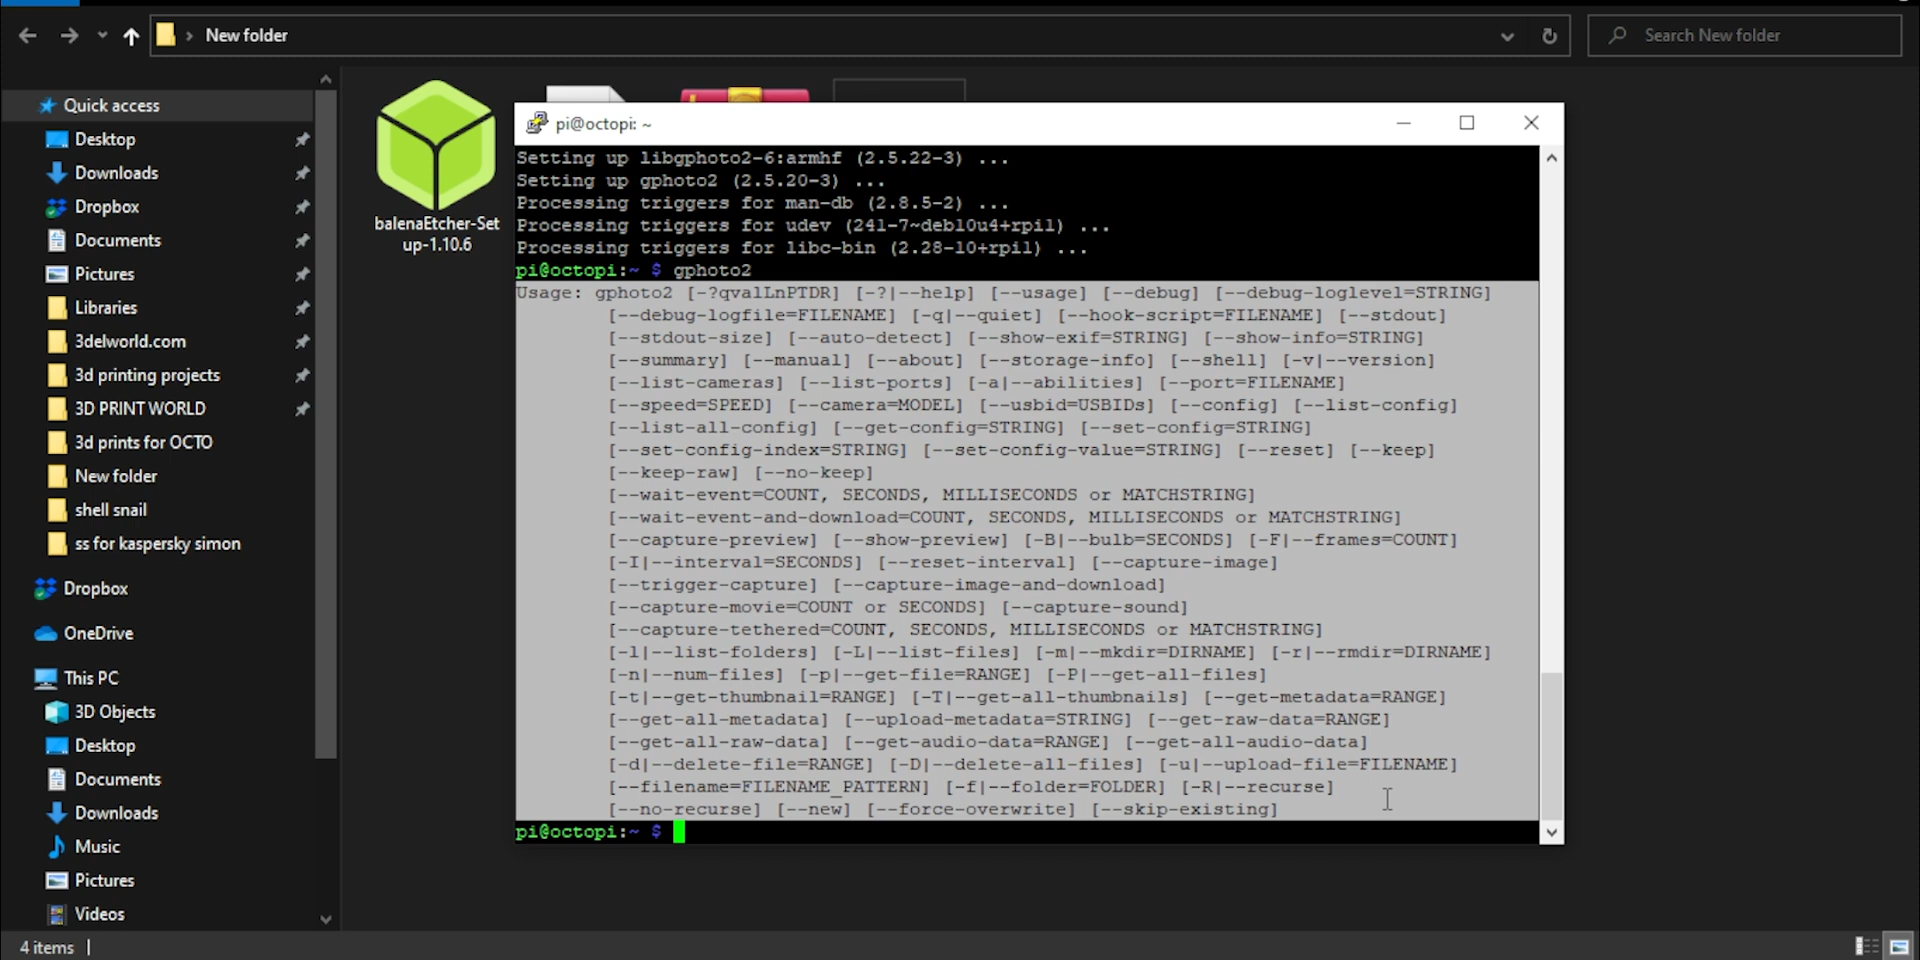 New folder
Search New folder
Quick access
Desktop
Downloads
Dropbox
Documents
Pictures
Libraries
3delworld.com
3d printing projects
3D PRINT WORLD
3d prints for OCTO
New folder
shell snail
ss for kaspersky simon
Dropbox
OneDrive
This PC
3D Objects
Desktop
Documents
Downloads
Music
Pictures
Videos
4 items
balenaEtcher-Set
up-1.10.6
pi@octopi: ~
Setting up libgphoto2-6:armhf (2.5.22-3) ...
Setting up gphoto2 (2.5.20-3) ...
Processing triggers for man-db (2.8.5-2) ...
Processing triggers for udev (241-7~deb10u4+rpi1) ...
Processing triggers for libc-bin (2.28-10+rpi1) ...
pi@octopi:~ $ gphoto2
Usage: gphoto2 [-?qvalLnPTDR] [-?|--help] [--usage] [--debug] [--debug-loglevel=STRING]
[--debug-logfile=FILENAME] [-q|--quiet] [--hook-script=FILENAME] [--stdout]
[--stdout-size] [--auto-detect] [--show-exif=STRING] [--show-info=STRING]
[--summary] [--manual] [--about] [--storage-info] [--shell] [-v|--version]
[--list-cameras] [--list-ports] [-a|--abilities] [--port=FILENAME]
[--speed=SPEED] [--camera=MODEL] [--usbid=USBIDs] [--config] [--list-config]
[--list-all-config] [--get-config=STRING] [--set-config=STRING]
[--set-config-index=STRING] [--set-config-value=STRING] [--reset] [--keep]
[--keep-raw] [--no-keep]
[--wait-event=COUNT, SECONDS, MILLISECONDS or MATCHSTRING]
[--wait-event-and-download=COUNT, SECONDS, MILLISECONDS or MATCHSTRING]
[--capture-preview] [--show-preview] [-B|--bulb=SECONDS] [-F|--frames=COUNT]
[-I|--interval=SECONDS] [--reset-interval] [--capture-image]
[--trigger-capture] [--capture-image-and-download]
[--capture-movie=COUNT or SECONDS] [--capture-sound]
[--capture-tethered=COUNT, SECONDS, MILLISECONDS or MATCHSTRING]
[-l|--list-folders] [-L|--list-files] [-m|--mkdir=DIRNAME] [-r|--rmdir=DIRNAME]
[-n|--num-files] [-p|--get-file=RANGE] [-P|--get-all-files]
[-t|--get-thumbnail=RANGE] [-T|--get-all-thumbnails] [--get-metadata=RANGE]
[--get-all-metadata] [--upload-metadata=STRING] [--get-raw-data=RANGE]
[--get-all-raw-data] [--get-audio-data=RANGE] [--get-all-audio-data]
[-d|--delete-file=RANGE] [-D|--delete-all-files] [-u|--upload-file=FILENAME]
[--filename=FILENAME_PATTERN] [-f|--folder=FOLDER] [-R|--recurse]
[--no-recurse] [--new] [--force-overwrite] [--skip-existing]
pi@octopi:~ $